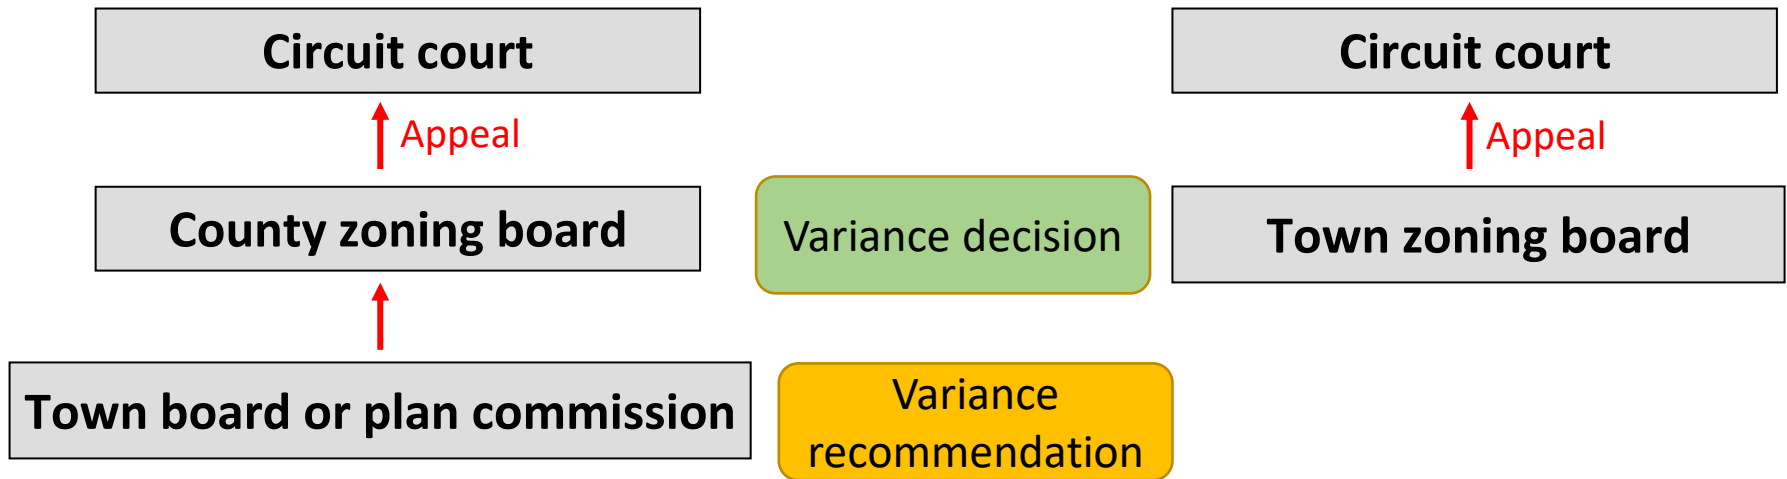 Circuit court
Circuit court
Appeal
Appeal
County zoning board
Variance decision
Town zoning board
Town board or plan commission
Variance
recommendation